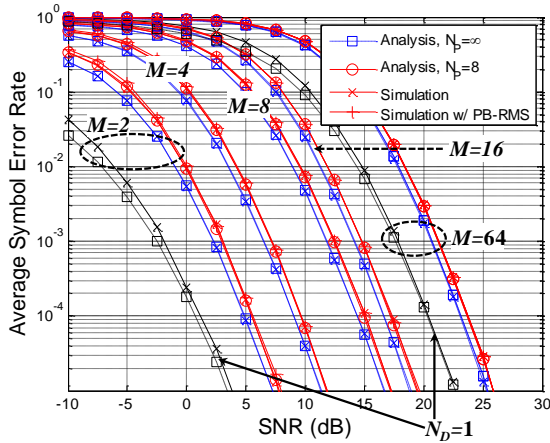 Average Symbol Error Rate
10^0
10^-1
10^-2
10^-3
10^-4
-10 -5 0 5 10 15 20 25 30
SNR (dB)
Analysis, N_P=∞
Analysis, N_P=8
Simulation
Simulation w/ PB-RMS
M=4
M=8
M=2
M=16
M=64
N_D=1